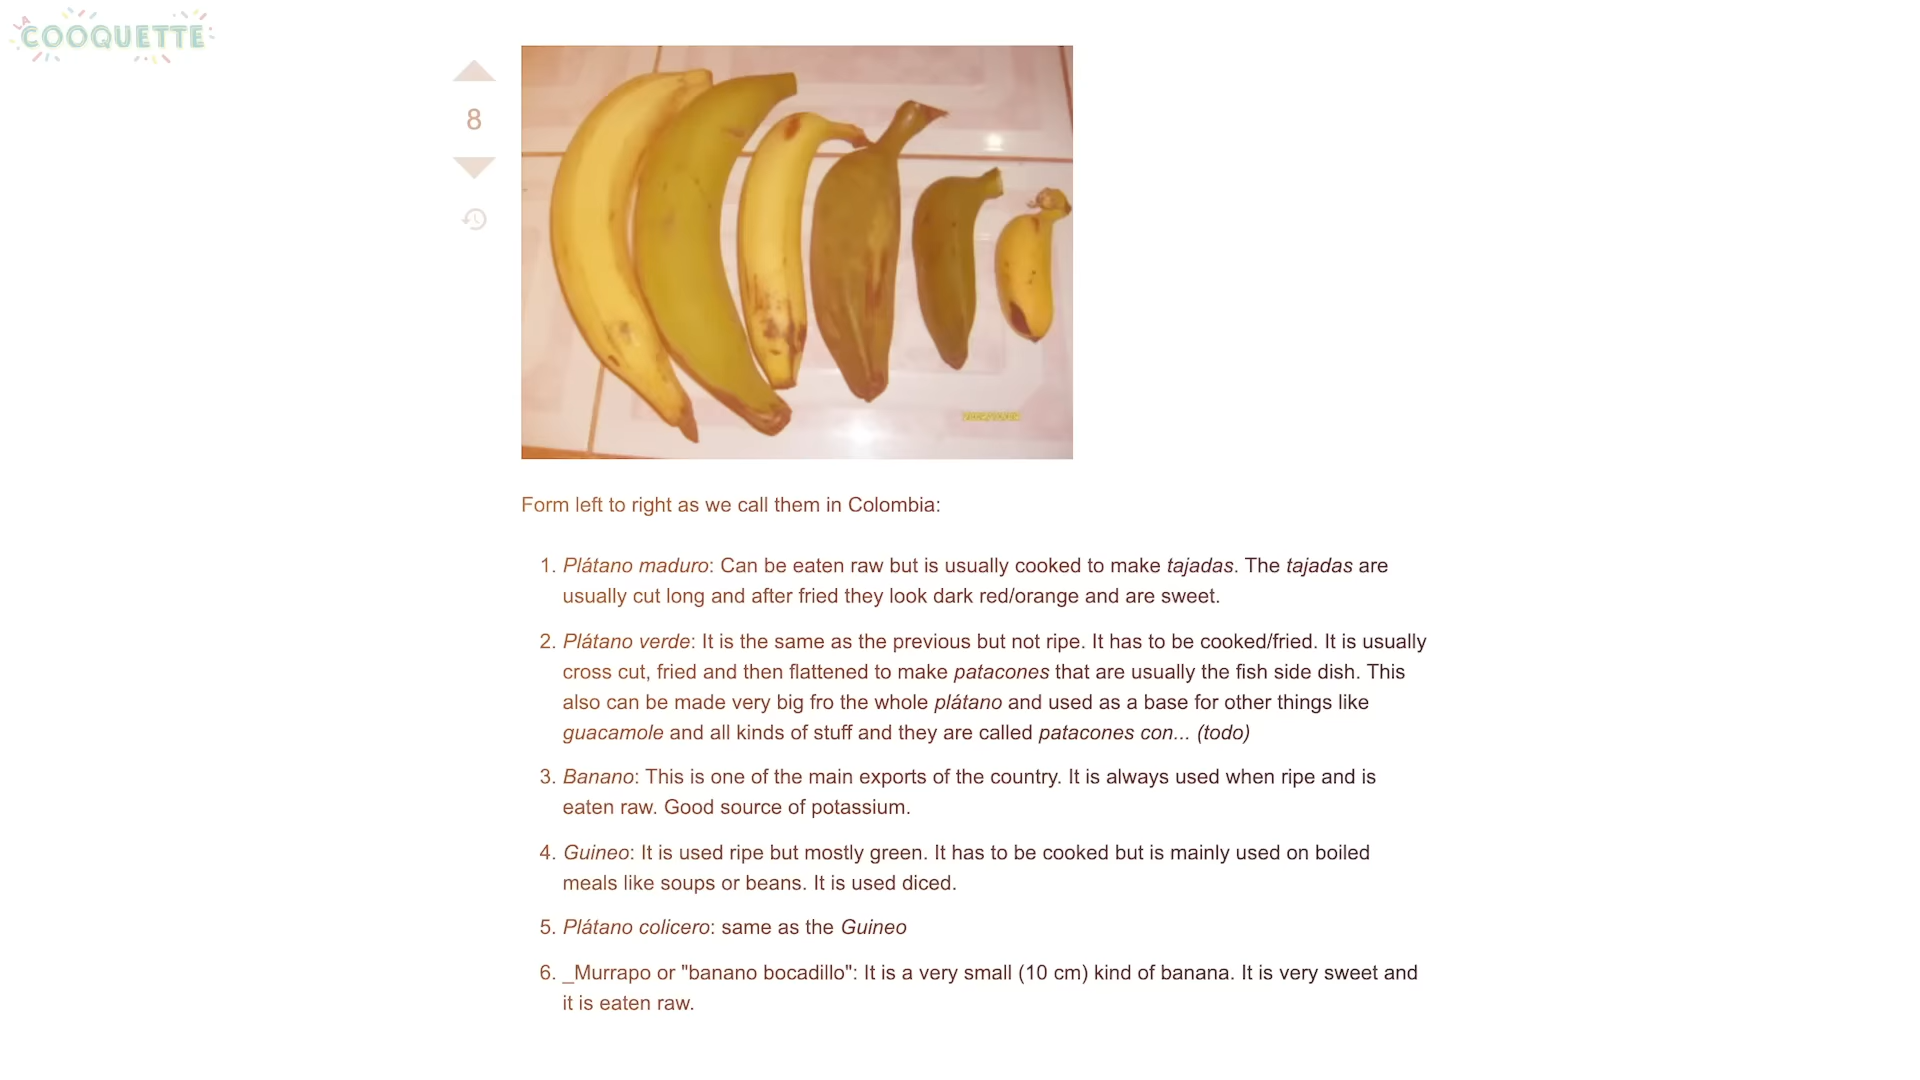 LA
COOQUETTE
8
Form left to right as we call them in Colombia:
1. Plátano maduro: Can be eaten raw but is usually cooked to make tajadas. The tajadas are
usually cut long and after fried they look dark red/orange and are sweet.
2. Plátano verde: It is the same as the previous but not ripe. It has to be cooked/fried. It is usually
cross cut, fried and then flattened to make patacones that are usually the fish side dish. This
also can be made very big fro the whole plátano and used as a base for other things like
guacamole and all kinds of stuff and they are called patacones con... (todo)
3. Banano: This is one of the main exports of the country. It is always used when ripe and is
eaten raw. Good source of potassium.
4. Guineo: It is used ripe but mostly green. It has to be cooked but is mainly used on boiled
meals like soups or beans. It is used diced.
5. Plátano colicero: same as the Guineo
6. _Murrapo or "banano bocadillo": It is a very small (10 cm) kind of banana. It is very sweet and
it is eaten raw.